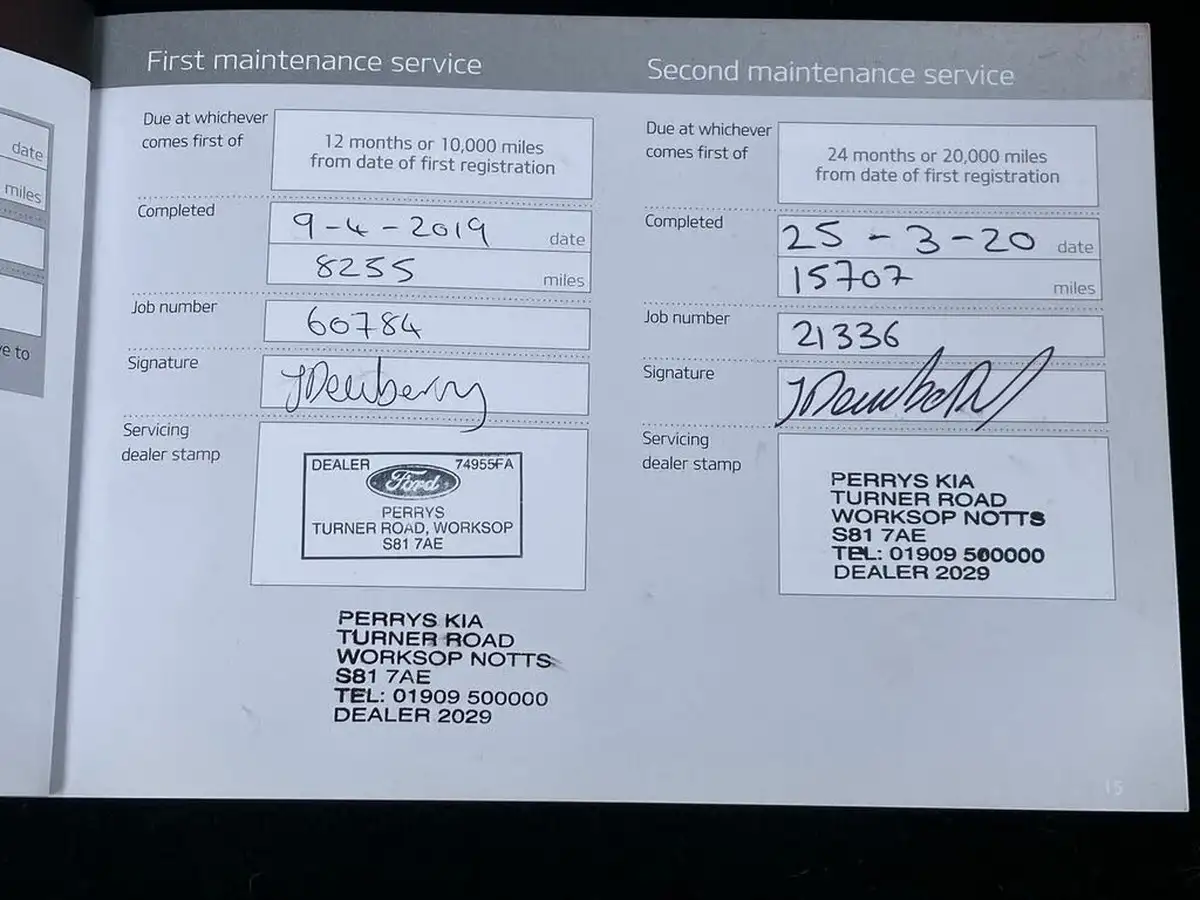 date
miles
ve to
First maintenance service
Due at whichever
comes first of
12 months or 10,000 miles
from date of first registration
Completed
9-4-2019 date
8255 miles
Job number
60784
Signature
JDewberry
Servicing
dealer stamp
DEALER 74955FA
Ford
PERRYS
TURNER ROAD, WORKSOP
S81 7AE
PERRYS KIA
TURNER ROAD
WORKSOP NOTTS
S81 7AE
TEL: 01909 500000
DEALER 2029
Second maintenance service
Due at whichever
comes first of
24 months or 20,000 miles
from date of first registration
Completed
25-3-20 date
15707 miles
Job number
21336
Signature
Servicing
dealer stamp
PERRYS KIA
TURNER ROAD
WORKSOP NOTTS
S81 7AE
TEL: 01909 500000
DEALER 2029
15